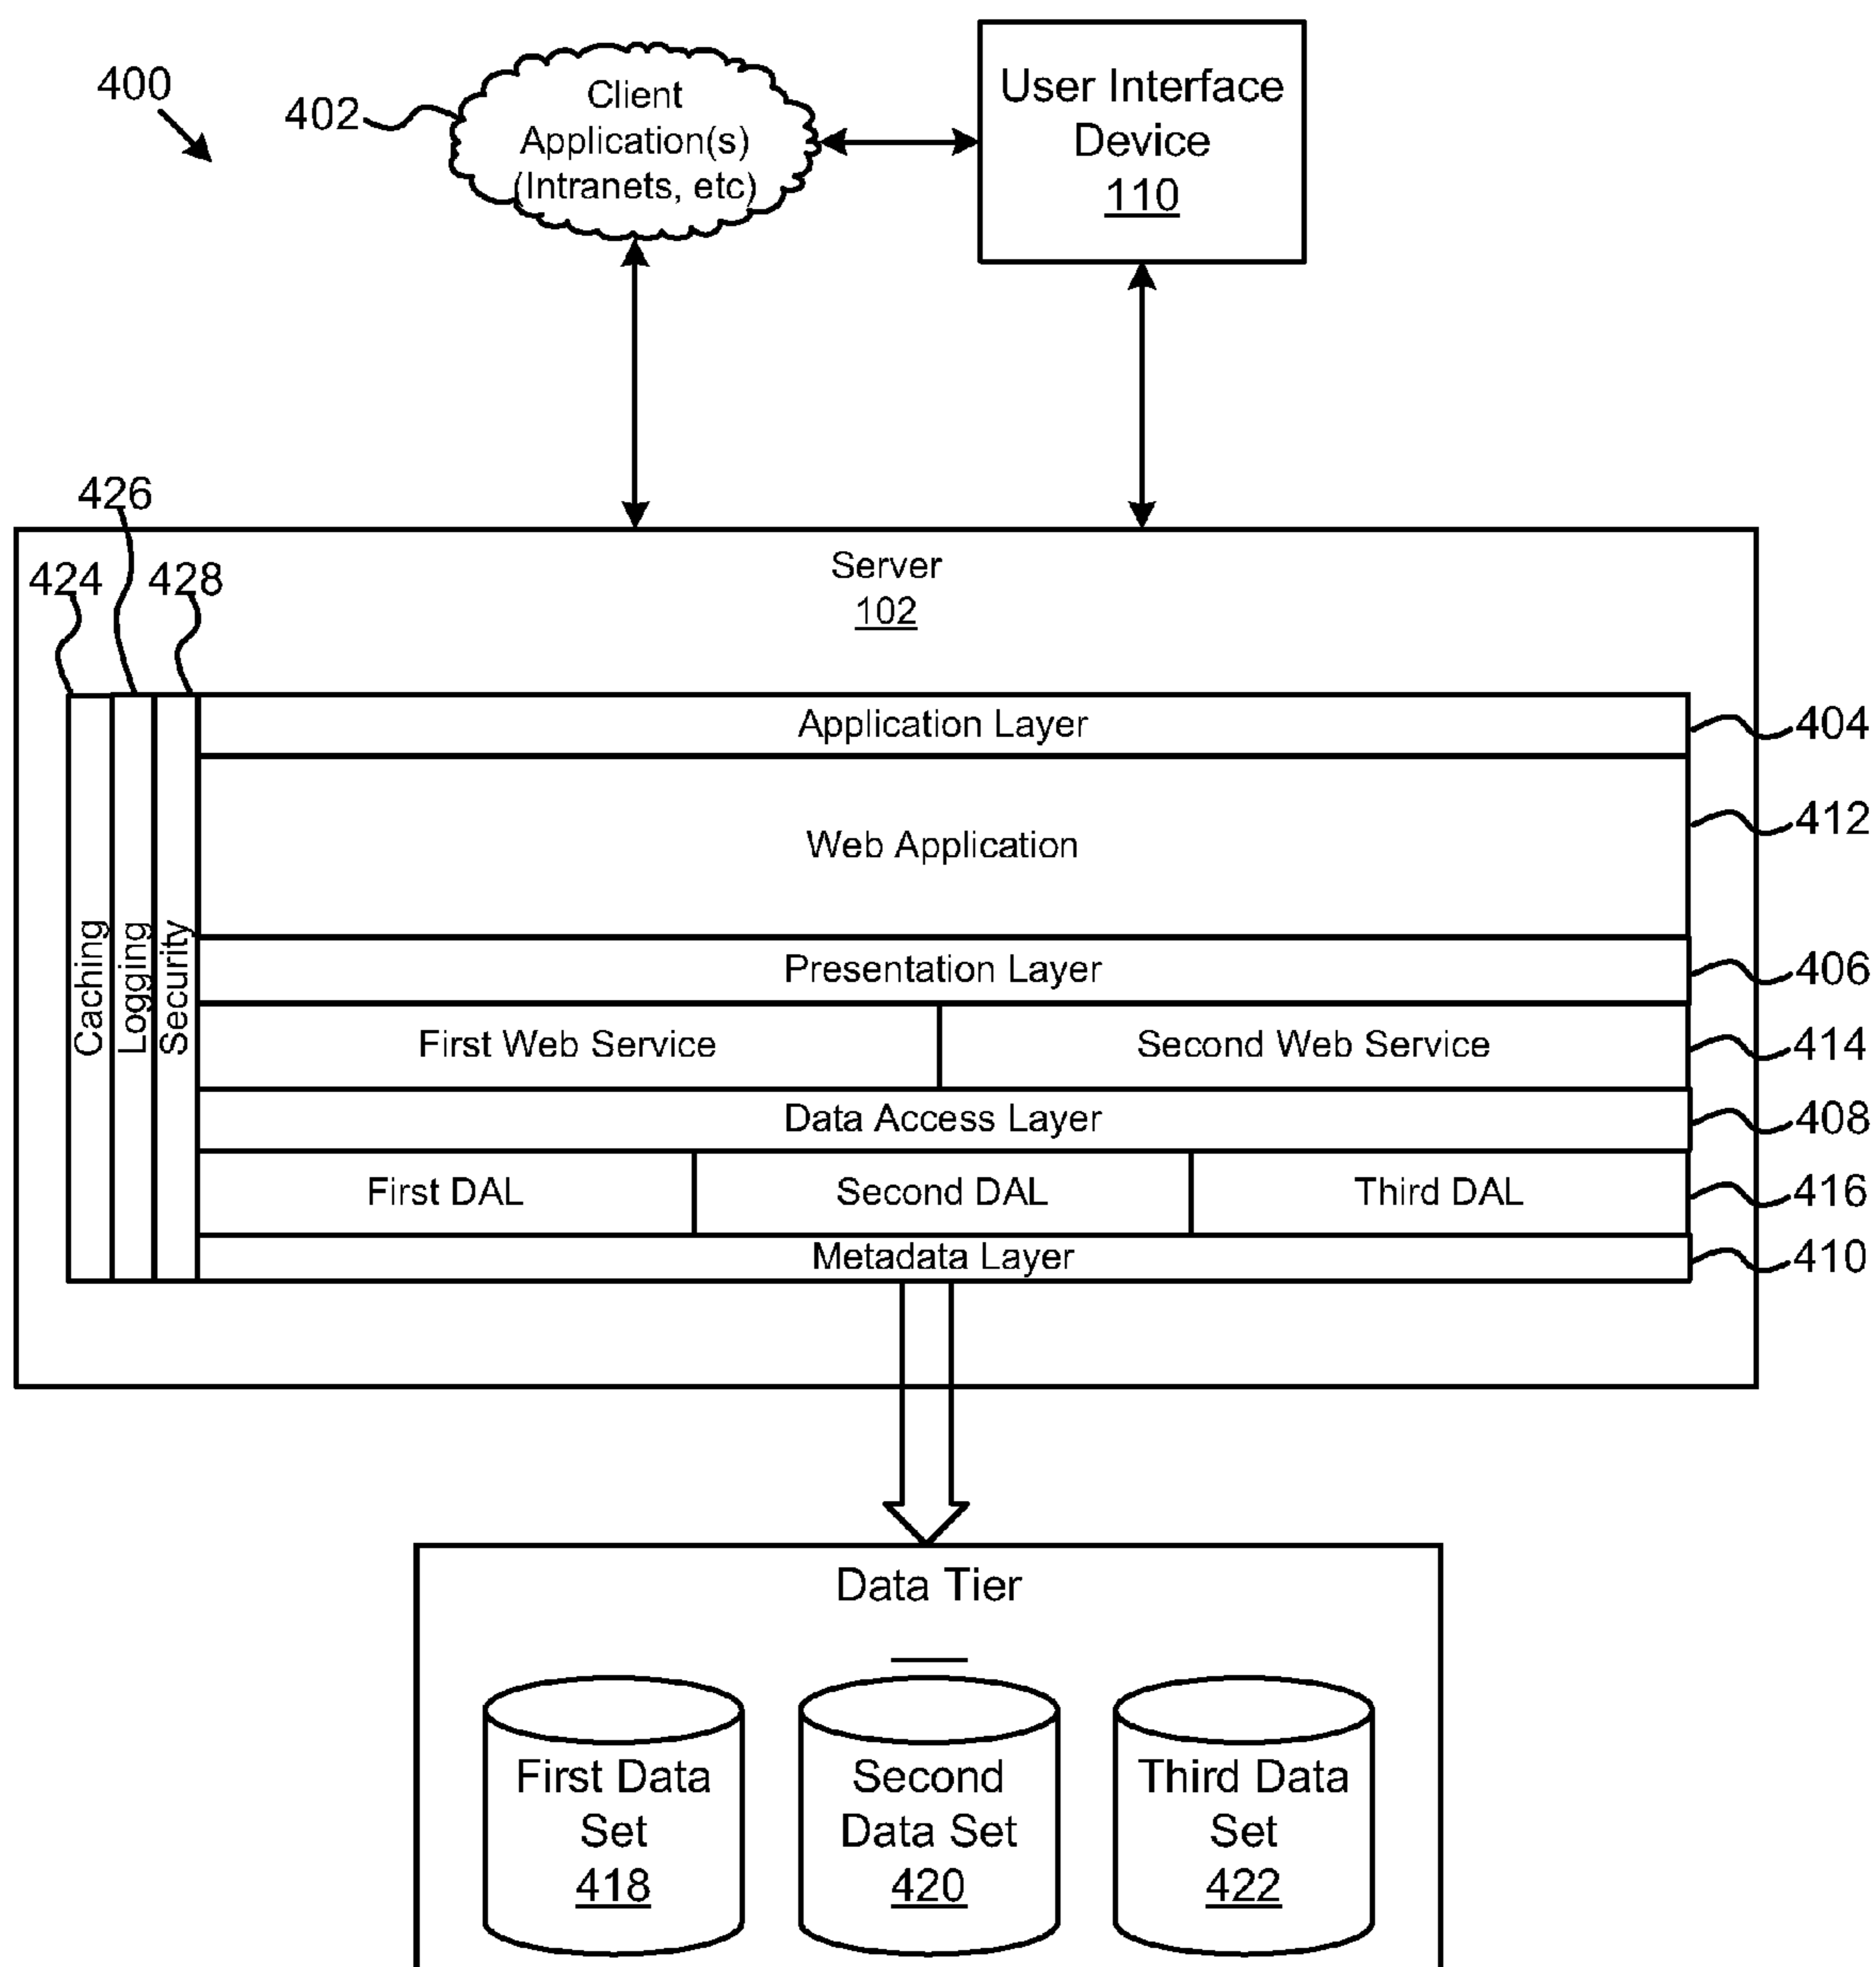 400
402
Client
Application(s)
(Intranets, etc)
User Interface
Device
110
426
424
428
Server
102
Caching
Logging
Security
Application Layer
404
Web Application
412
Presentation Layer
406
First Web Service
Second Web Service
414
Data Access Layer
408
First DAL
Second DAL
Third DAL
416
Metadata Layer
410
Data Tier
First Data
Set
418
Second
Data Set
420
Third Data
Set
422